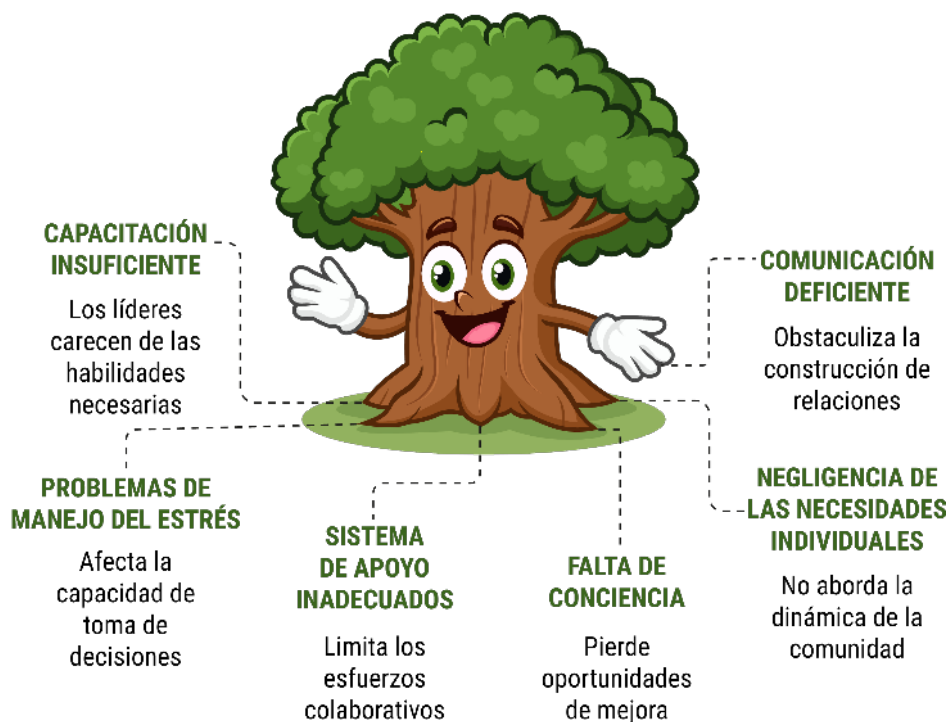 CAPACITACIÓN
INSUFICIENTE
Los líderes
carecen de las
habilidades
necesarias
COMUNICACIÓN
DEFICIENTE
Obstaculiza la
construcción de
relaciones
PROBLEMAS DE
MANEJO DEL ESTRÉS
Afecta la
capacidad de
toma de
decisiones
SISTEMA
DE APOYO
INADECUADOS
Limita los
esfuerzos
colaborativos
FALTA DE
CONCIENCIA
Pierde
oportunidades
de mejora
NEGLIGENCIA DE
LAS NECESIDADES
INDIVIDUALES
No aborda la
dinámica de la
comunidad